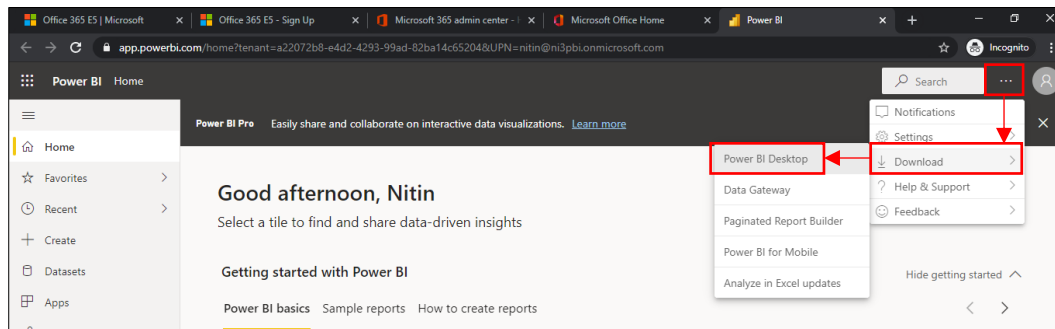 Office 365 E5 | Microsoft
Office 365 E5 - Sign Up
Microsoft 365 admin center -
Microsoft Office Home
Power BI
app.powerbi.com/home?tenant=a22072b8-e4d2-4293-99ad-82ba14c65204&UPN=nitin@ni3pbi.onmicrosoft.com
Incognito
Power BI Home
Search
Power BI Pro Easily share and collaborate on interactive data visualizations. Learn more
Notifications
Settings
Download
Help & Support
Feedback
Power BI Desktop
Data Gateway
Paginated Report Builder
Power BI for Mobile
Analyze in Excel updates
Home
Favorites
Recent
Create
Datasets
Apps
Good afternoon, Nitin
Select a tile to find and share data-driven insights
Getting started with Power BI
Hide getting started
Power BI basics Sample reports How to create reports